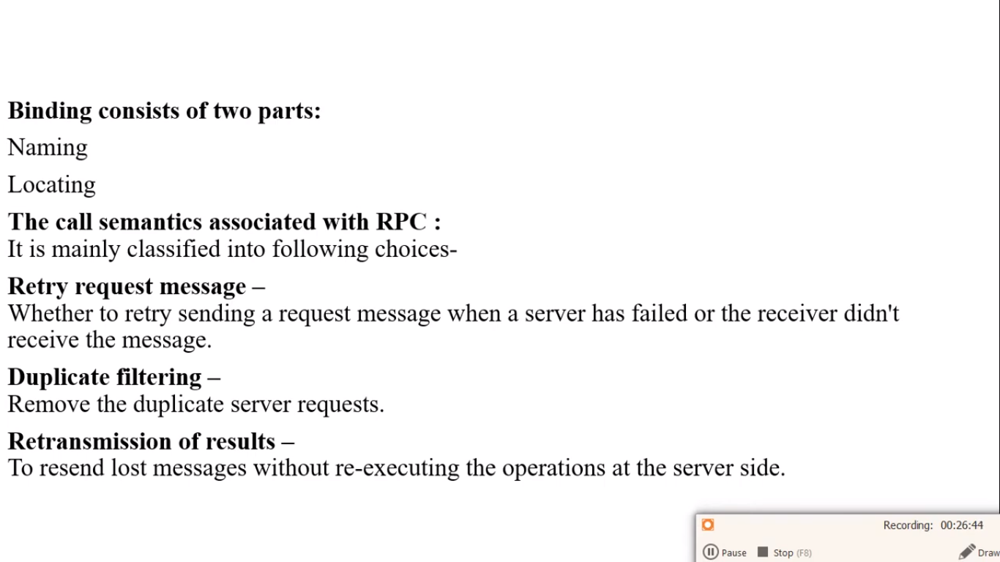 Binding consists of two parts:
Naming
Locating
The call semantics associated with RPC :
It is mainly classified into following choices-
Retry request message –
Whether to retry sending a request message when a server has failed or the receiver didn't
receive the message.
Duplicate filtering –
Remove the duplicate server requests.
Retransmission of results –
To resend lost messages without re-executing the operations at the server side.
Recording: 00:26:44
Pause Stop (F8) Draw